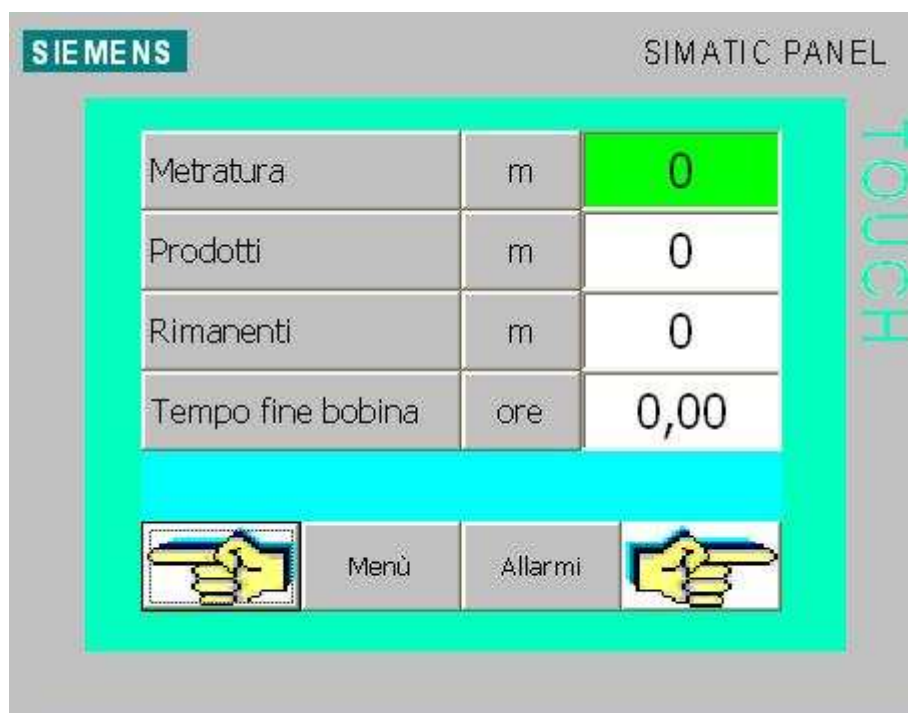 SIEMENS SIMATIC PANEL
TOUCH
Metratura m 0
Prodotti m 0
Rimanenti m 0
Tempo fine bobina ore 0,00
Menù Allarmi